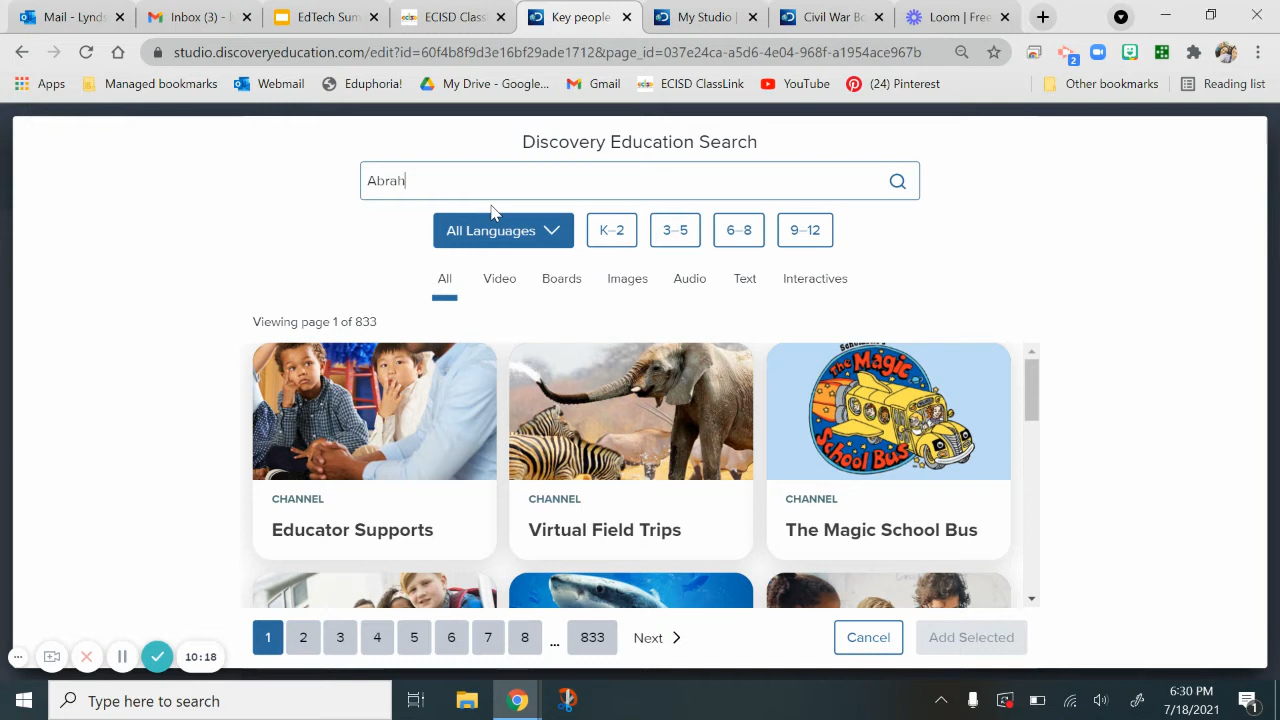 Mail - Lynds
Inbox (3) - l
EdTech Sum
ECISD Class
Key people
My Studio
Civil War Bo
Loom | Free
studio.discoveryeducation.com/edit?id=60f4b8f9d3e16bf29ade1712&page_id=037e24ca-a5d6-4e04-968f-a1954ace967b
2
Apps
Managed bookmarks
Webmail
Eduphoria!
My Drive - Google...
Gmail
ECISD ClassLink
YouTube
(24) Pinterest
Other bookmarks
Reading list
Discovery Education Search
Abrah
All Languages
K–2
3–5
6–8
9–12
All
Video
Boards
Images
Audio
Text
Interactives
Viewing page 1 of 833
The Magic
School Bus
CHANNEL
Educator Supports
CHANNEL
Virtual Field Trips
CHANNEL
The Magic School Bus
1 2 3 4 5 6 7 8 ... 833 Next
Cancel
Add Selected
10:18
Type here to search
6:30 PM
7/18/2021
1